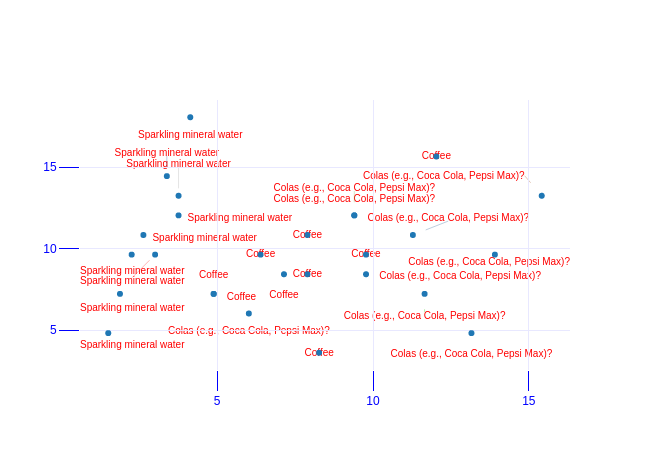 Sparkling mineral water
Sparkling mineral water
Coffee
Sparkling mineral water
15
Colas (e.g., Coca Cola, Pepsi Max)?
Colas (e.g., Coca Cola, Pepsi Max)?
Colas (e.g., Coca Cola, Pepsi Max)?
Sparkling mineral water
Colas (e.g., Coca Cola, Pepsi Max)?
Sparkling mineral water
Coffee
10
Coffee
Coffee
Colas (e.g., Coca Cola, Pepsi Max)?
Sparkling mineral water
Coffee
Coffee
Colas (e.g., Coca Cola, Pepsi Max)?
Sparkling mineral water
Coffee
Coffee
Sparkling mineral water
Colas (e.g., Coca Cola, Pepsi Max)?
5
Colas (e.g., Coca Cola, Pepsi Max)?
Sparkling mineral water
Coffee
Colas (e.g., Coca Cola, Pepsi Max)?
5
10
15